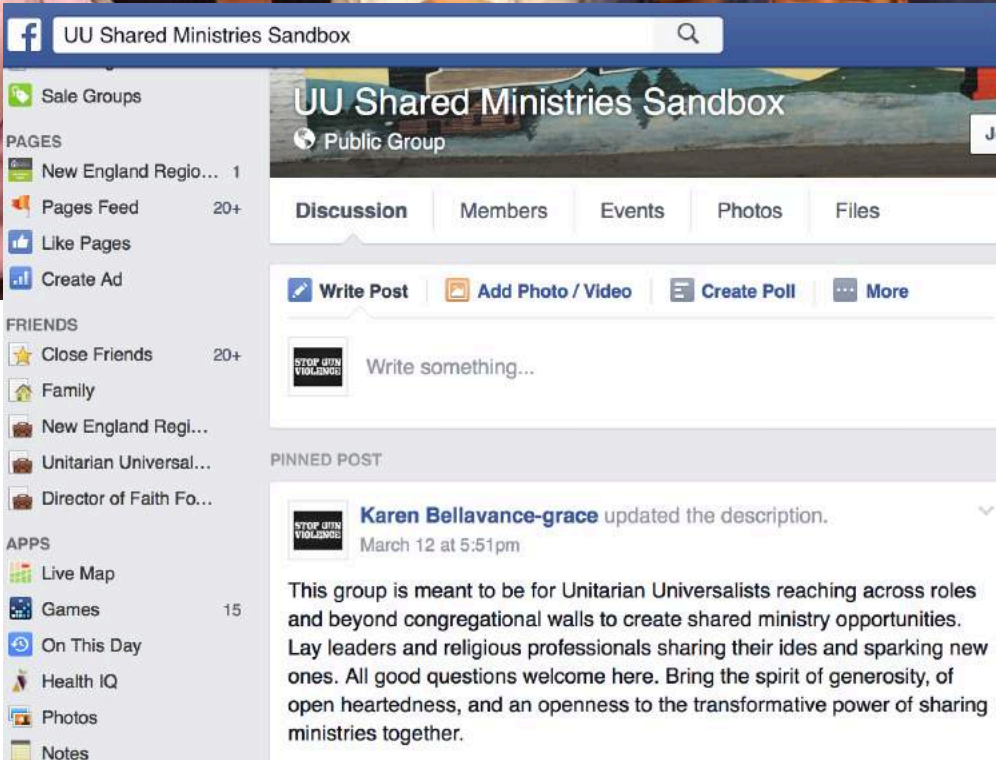 f
UU Shared Ministries Sandbox
Sale Groups
PAGES
New England Regio... 1
Pages Feed 20+
Like Pages
Create Ad
FRIENDS
Close Friends 20+
Family
New England Regi...
Unitarian Universal...
Director of Faith Fo...
APPS
Live Map
Games 15
On This Day
Health IQ
Photos
Notes
UU Shared Ministries Sandbox
Public Group
Discussion Members Events Photos Files
Write Post Add Photo / Video Create Poll More
STOP GUN
VIOLENCE
Write something...
PINNED POST
STOP GUN
VIOLENCE
Karen Bellavance-grace updated the description.
March 12 at 5:51pm
This group is meant to be for Unitarian Universalists reaching across roles
and beyond congregational walls to create shared ministry opportunities.
Lay leaders and religious professionals sharing their ides and sparking new
ones. All good questions welcome here. Bring the spirit of generosity, of
open heartedness, and an openness to the transformative power of sharing
ministries together.